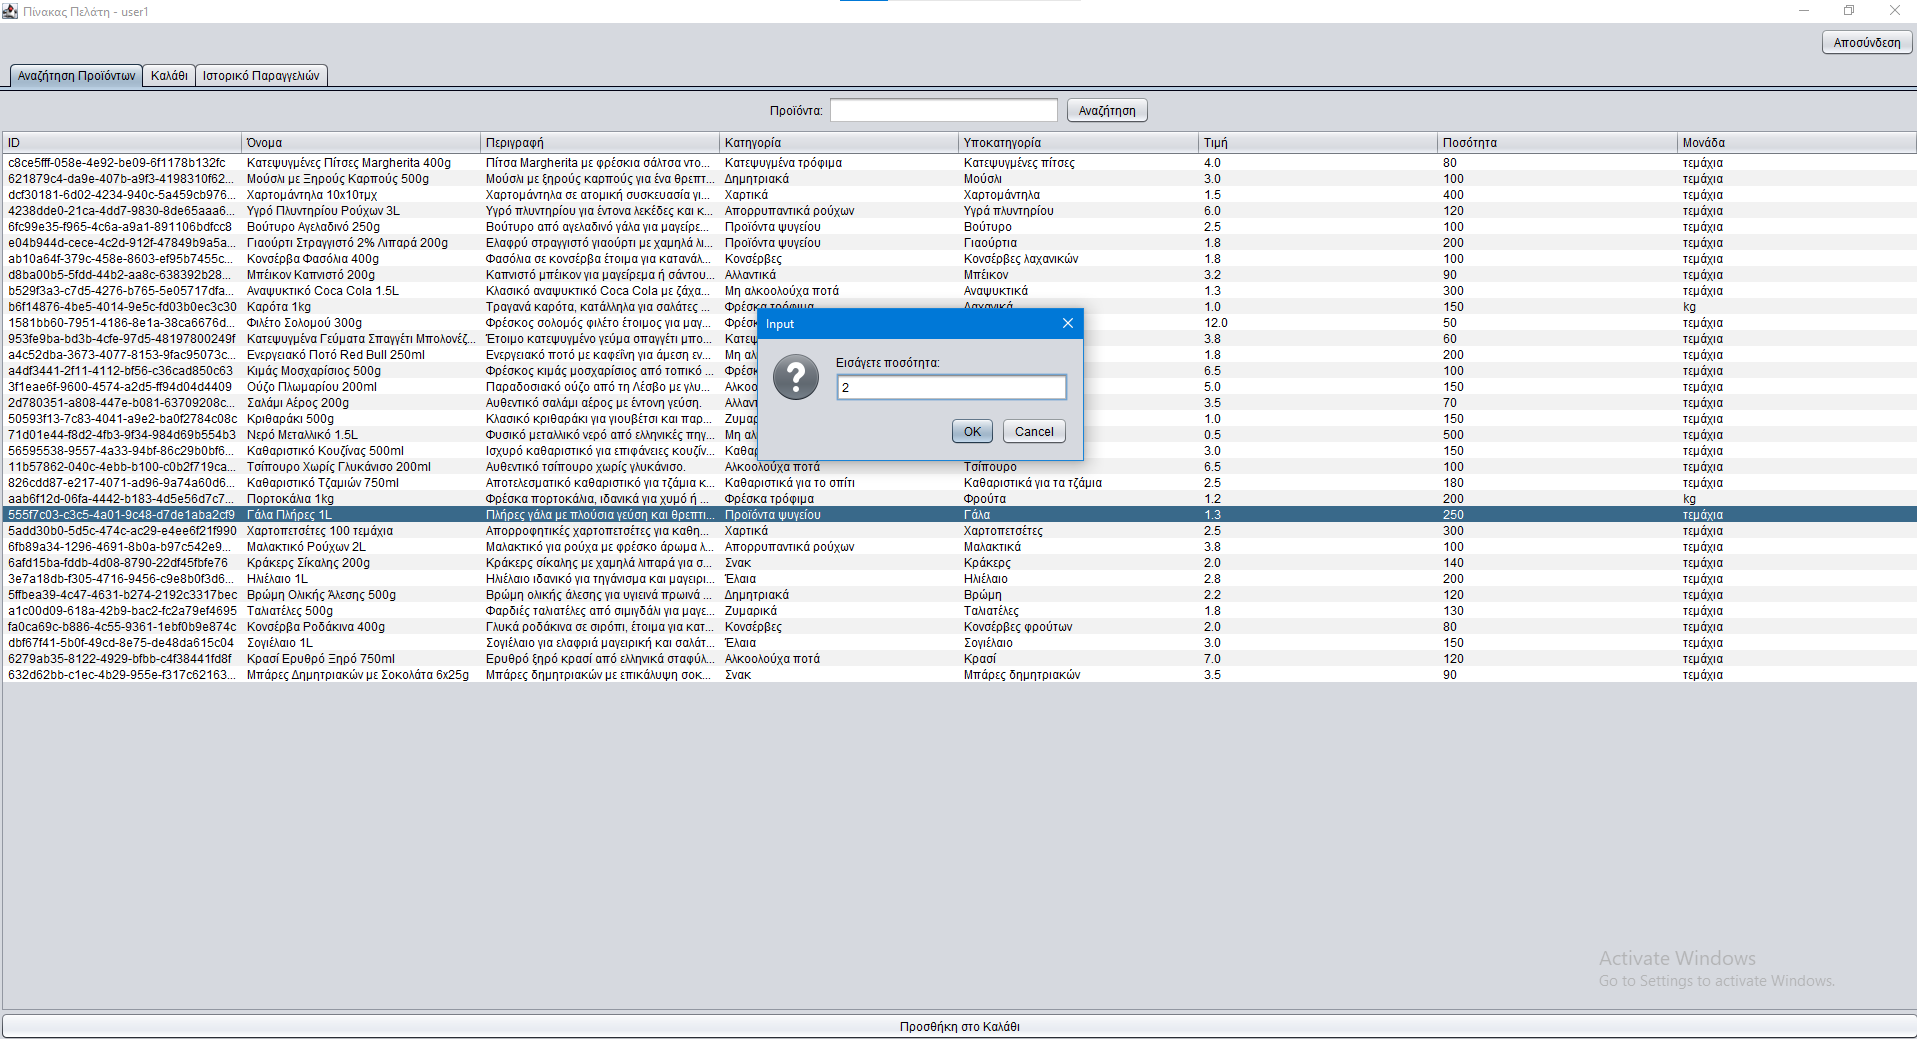 Πίνακας Πελάτη - user1
Αποσύνδεση
Αναζήτηση Προϊόντων Καλάθι Ιστορικό Παραγγελιών
Προϊόντα: Αναζήτηση
ID Όνομα Περιγραφή Κατηγορία Υποκατηγορία Τιμή Ποσότητα Μονάδα
c8ce5fff-058e-4e92-be09-6f1178b132fc Κατεψυγμένες Πίτσες Margherita 400g Πίτσα Margherita με φρέσκια σάλτσα ντο... Κατεψυγμένα τρόφιμα Κατεψυγμένες πίτσες 4.0 80 τεμάχια
621879c4-da9e-407b-a9f3-4198310f62... Μούσλι με Ξηρούς Καρπούς 500g Μούσλι με ξηρούς καρπούς για ένα θρεπτ... Δημητριακά Μούσλι 3.0 100 τεμάχια
dcf30181-6d02-4234-940c-5a459cb976... Χαρτομάντηλα 10x10τμχ Χαρτομάντηλα σε ατομική συσκευασία γι... Χαρτικά Χαρτομάντηλα 1.5 400 τεμάχια
4238dde0-21ca-4dd7-9830-8de65aaa6... Υγρό Πλυντηρίου Ρούχων 3L Υγρό πλυντηρίου για έντονα λεκέδες και κ... Απορρυπαντικά ρούχων Υγρά πλυντηρίου 6.0 120 τεμάχια
6fc99e35-f965-4c6a-a9a1-891106bdfcc8 Βούτυρο Αγελαδινό 250g Βούτυρο από αγελαδινό γάλα για μαγείρε... Προϊόντα ψυγείου Βούτυρο 2.5 100 τεμάχια
e04b944d-cece-4c2d-912f-47849b9a5a... Γιαούρτι Στραγγιστό 2% Λιπαρά 200g Ελαφρύ στραγγιστό γιαούρτι με χαμηλά λι... Προϊόντα ψυγείου Γιαούρτια 1.8 200 τεμάχια
ab10a64f-379c-458e-8603-ef95b7455c... Κονσέρβα Φασόλια 400g Φασόλια σε κονσέρβα έτοιμα για κατανάλ... Κονσέρβες Κονσέρβες λαχανικών 1.8 100 τεμάχια
d8ba00b5-5fdd-44b2-aa8c-638392b28... Μπέικον Καπνιστό 200g Καπνιστό μπέικον για μαγείρεμα ή σάντου... Αλλαντικά Μπέικον 3.2 90 τεμάχια
b529f3a3-c7d5-4276-b765-5e05717dfa... Αναψυκτικό Coca Cola 1.5L Κλασικό αναψυκτικό Coca Cola με ζάχα... Μη αλκοολούχα ποτά Αναψυκτικά 1.3 300 τεμάχια
b6f14876-4be5-4014-9e5c-fd03b0ec3c30 Καρότα 1kg Τραγανά καρότα, κατάλληλα για σαλάτες ... Φρέσκα τρόφιμα Λαχανικά 1.0 150 kg
1581bb60-7951-4186-8e1a-38ca6676d... Φιλέτο Σολομού 300g Φρέσκος σολομός φιλέτο έτοιμος για μαγ... Φρέσκ 12.0 50 τεμάχια
953fe9ba-bd3b-4cfe-97d5-48197800249f Κατεψυγμένα Γεύματα Σπαγγέτι Μπολονέζ... Έτοιμο κατεψυγμένο γεύμα σπαγγέτι μπο... Κατεψ 3.8 60 τεμάχια
a4c52dba-3673-4077-8153-9fac95073c... Ενεργειακό Ποτό Red Bull 250ml Ενεργειακό ποτό με καφεΐνη για άμεση εν... Μη αλ 1.8 200 τεμάχια
a4df3441-2f11-4112-bf56-c36cad850c63 Κιμάς Μοσχαρίσιος 500g Φρέσκος κιμάς μοσχαρίσιος από τοπικό ... Φρέσκ 6.5 100 τεμάχια
3f1eae6f-9600-4574-a2d5-ff94d04d4409 Ούζο Πλωμαρίου 200ml Παραδοσιακό ούζο από τη Λέσβο με γλυ... Αλκοο 5.0 150 τεμάχια
2d780351-a808-447e-b081-63709208c... Σαλάμι Αέρος 200g Αυθεντικό σαλάμι αέρος με έντονη γεύση. Αλλαντ 3.5 70 τεμάχια
50593f13-7c83-4041-a9e2-ba0f2784c08c Κριθαράκι 500g Κλασικό κριθαράκι για γιουβέτσι και παρ... Ζυμαρ 1.0 150 τεμάχια
71d01e44-f8d2-4fb3-9f34-984d69b554b3 Νερό Μεταλλικό 1.5L Φυσικό μεταλλικό νερό από ελληνικές πηγ... Μη αλ 0.5 500 τεμάχια
56595538-9557-4a33-94bf-86c29b0bf6... Καθαριστικό Κουζίνας 500ml Ισχυρό καθαριστικό για επιφάνειες κουζίν... Καθαρ 3.0 150 τεμάχια
11b57862-040c-4ebb-b100-c0b2f719ca... Τσίπουρο Χωρίς Γλυκάνισο 200ml Αυθεντικό τσίπουρο χωρίς γλυκάνισο. Αλκοολούχα ποτά Τσίπουρο 6.5 100 τεμάχια
826cdd87-e217-4071-ad96-9a74a60d6... Καθαριστικό Τζαμιών 750ml Αποτελεσματικό καθαριστικό για τζάμια κ... Καθαριστικά για το σπίτι Καθαριστικά για τα τζάμια 2.5 180 τεμάχια
aab6f12d-06fa-4442-b183-4d5e56d7c7... Πορτοκάλια 1kg Φρέσκα πορτοκάλια, ιδανικά για χυμό ή ... Φρέσκα τρόφιμα Φρούτα 1.2 200 kg
555f7c03-c3c5-4a01-9c48-d7de1aba2cf9 Γάλα Πλήρες 1L Πλήρες γάλα με πλούσια γεύση και θρεπτι... Προϊόντα ψυγείου Γάλα 1.3 250 τεμάχια
5add30b0-5d5c-474c-ac29-e4ee6f21f990 Χαρτοπετσέτες 100 τεμάχια Απορροφητικές χαρτοπετσέτες για καθη... Χαρτικά Χαρτοπετσέτες 2.5 300 τεμάχια
6fb89a34-1296-4691-8b0a-b97c542e9... Μαλακτικό Ρούχων 2L Μαλακτικό για ρούχα με φρέσκο άρωμα λ... Απορρυπαντικά ρούχων Μαλακτικά 3.8 100 τεμάχια
6afd15ba-fddb-4d08-8790-22df45fbfe76 Κράκερς Σίκαλης 200g Κράκερς σίκαλης με χαμηλά λιπαρά για σ... Σνακ Κράκερς 2.0 140 τεμάχια
3e7a18db-f305-4716-9456-c9e8b0f3d6... Ηλιέλαιο 1L Ηλιέλαιο ιδανικό για τηγάνισμα και μαγειρι... Έλαια Ηλιέλαιο 2.8 200 τεμάχια
5ffbea39-4c47-4631-b274-2192c3317bec Βρώμη Ολικής Άλεσης 500g Βρώμη ολικής άλεσης για υγιεινά πρωινά ... Δημητριακά Βρώμη 2.2 120 τεμάχια
a1c00d09-618a-42b9-bac2-fc2a79ef4695 Ταλιατέλες 500g Φαρδιές ταλιατέλες από σιμιγδάλι για μαγε... Ζυμαρικά Ταλιατέλες 1.8 130 τεμάχια
fa0ca69c-b886-4c55-9361-1ebf0b9e874c Κονσέρβα Ροδάκινα 400g Γλυκά ροδάκινα σε σιρόπι, έτοιμα για κατ... Κονσέρβες Κονσέρβες φρούτων 2.0 80 τεμάχια
dbf67f41-5b0f-49cd-8e75-de48da615c04 Σογιέλαιο 1L Σογιέλαιο για ελαφριά μαγειρική και σαλάτ... Έλαια Σογιέλαιο 3.0 150 τεμάχια
6279ab35-8122-4929-bfbb-c4f38441fd8f Κρασί Ερυθρό Ξηρό 750ml Ερυθρό ξηρό κρασί από ελληνικά σταφύλ... Αλκοολούχα ποτά Κρασί 7.0 120 τεμάχια
632d62bb-c1ec-4b29-955e-f317c62163... Μπάρες Δημητριακών με Σοκολάτα 6x25g Μπάρες δημητριακών με επικάλυψη σοκ... Σνακ Μπάρες δημητριακών 3.5 90 τεμάχια
Input
Εισάγετε ποσότητα:
2
OK Cancel
Activate Windows
Go to Settings to activate Windows.
Προσθήκη στο Καλάθι